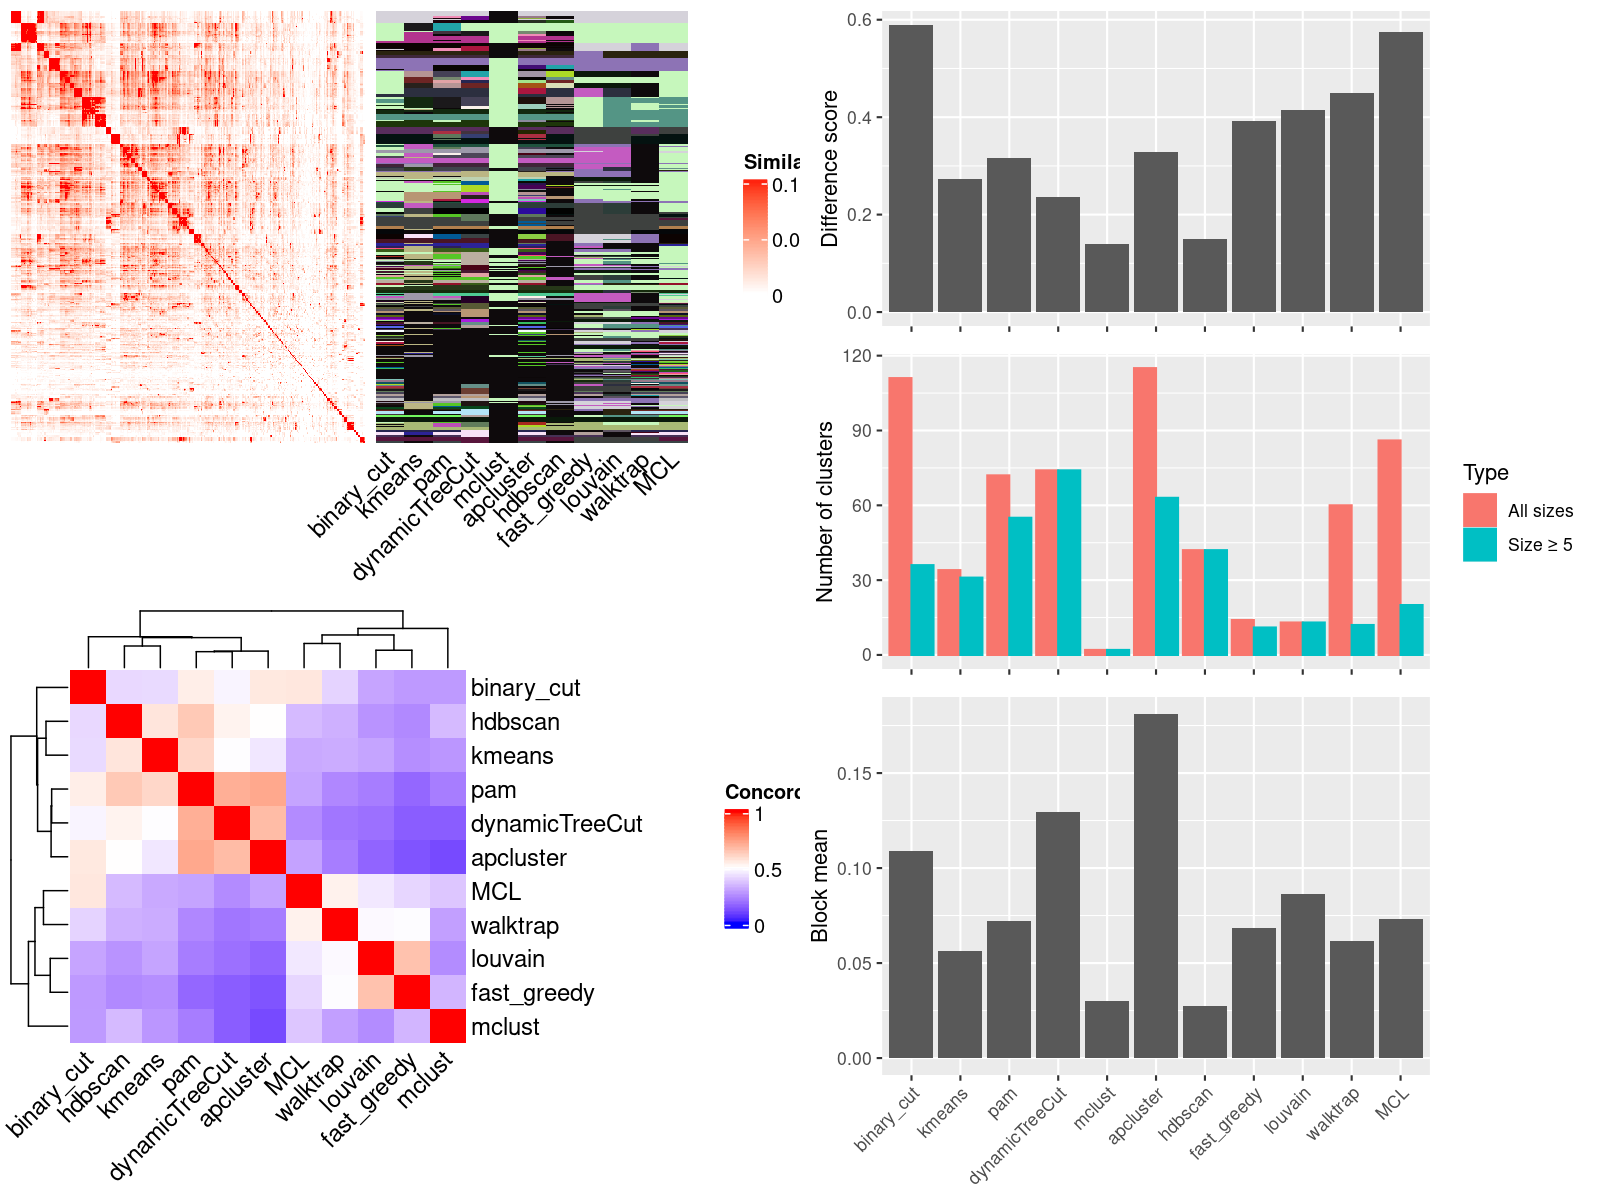 Simila
0.1
0.0
0
binary_cut
kmeans
pam
dynamicTreeCut
mclust
apcluster
hdbscan
fast_greedy
louvain
walktrap
MCL
binary_cut
hdbscan
kmeans
pam
dynamicTreeCut
apcluster
MCL
walktrap
louvain
fast_greedy
mclust
Concord
1
0.5
0
binary_cut
hdbscan
kmeans
pam
dynamicTreeCut
apcluster
MCL
walktrap
louvain
fast_greedy
mclust
Difference score
0.6
0.4
0.2
0.0
Number of clusters
120
90
60
30
0
Type
All sizes
Size ≥ 5
Block mean
0.15
0.10
0.05
0.00
binary_cut
kmeans
pam
dynamicTreeCut
mclust
apcluster
hdbscan
fast_greedy
louvain
walktrap
MCL